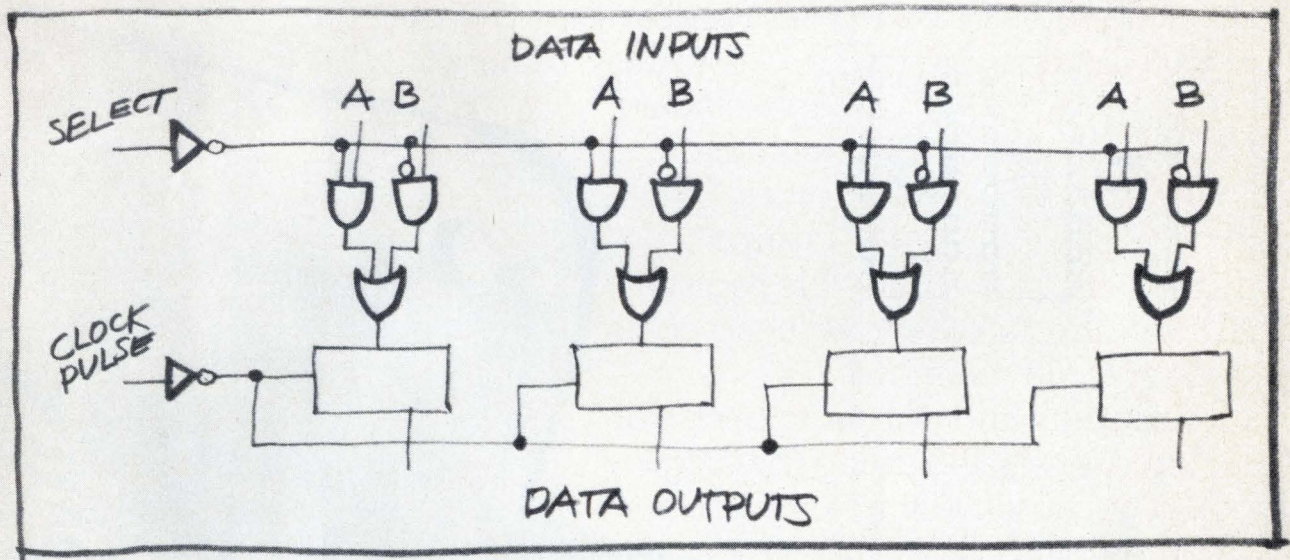 DATA INPUTS
SELECT
A B
A B
A B
A B
CLOCK
PULSE
DATA OUTPUTS